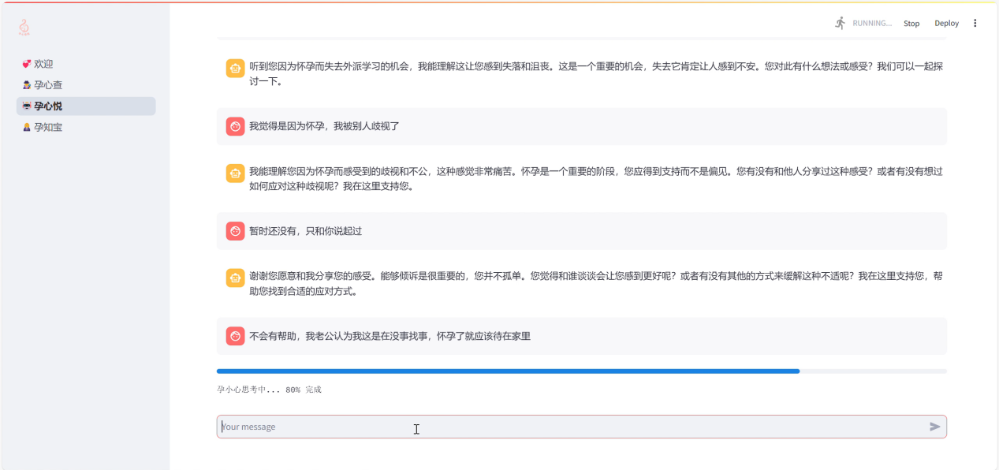 RUNNING...
Stop
Deploy
欢迎
孕心查
孕心悦
孕知宝
听到您因为怀孕而失去外派学习的机会，我能理解这让您感到失落和沮丧。这是一个重要的机会，失去它肯定让人感到不安。您对此有什么想法或感受？我们可以一起探
讨一下。
我觉得是因为怀孕，我被别人歧视了
我能理解您因为怀孕而感受到的歧视和不公，这种感觉非常痛苦。怀孕是一个重要的阶段，您应得到支持而不是偏见。您有没有和他人分享过这种感受？或者有没有想过
如何应对这种歧视呢？我在这里支持您。
暂时还没有，只和你说起过
谢谢您愿意和我分享您的感受。能够倾诉是很重要的，您并不孤单。您觉得和谁谈谈会让您感到更好呢？或者有没有其他的方式来缓解这种不适呢？我在这里支持您，帮
助您找到合适的应对方式。
不会有帮助，我老公认为我这是在没事找事，怀孕了就应该待在家里
孕小心思考中... 80% 完成
Your message